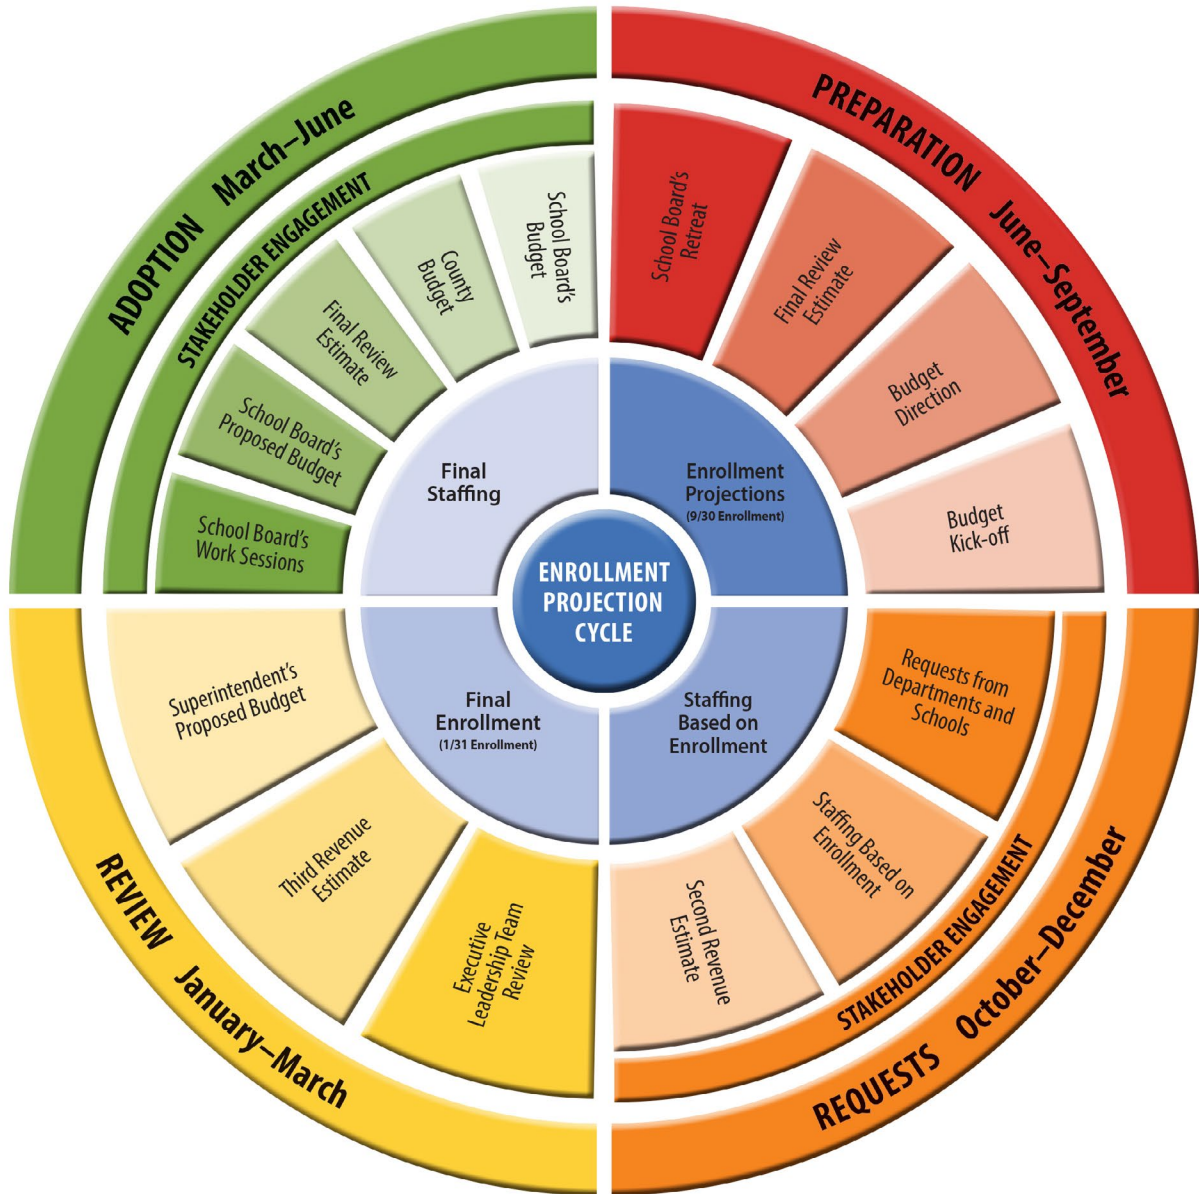 PREPARATION June–September
School Board's
Retreat
Final Review
Estimate
Budget
Direction
Budget
Kick-off
REQUESTS October–December
STAKEHOLDER ENGAGEMENT
Requests from
Departments and
Schools
Staffing Based on
Enrollment
Second Revenue
Estimate
REVIEW January–March
Executive
Leadership Team
Review
Third Revenue
Estimate
Superintendent's
Proposed Budget
ADOPTION March–June
STAKEHOLDER ENGAGEMENT
School Board's
Work Sessions
School Board's
Proposed Budget
Final Review
Estimate
County
Budget
School Board's
Budget
Enrollment
Projections
(9/30 Enrollment)
Staffing
Based on
Enrollment
Final
Enrollment
(1/31 Enrollment)
Final
Staffing
ENROLLMENT
PROJECTION
CYCLE